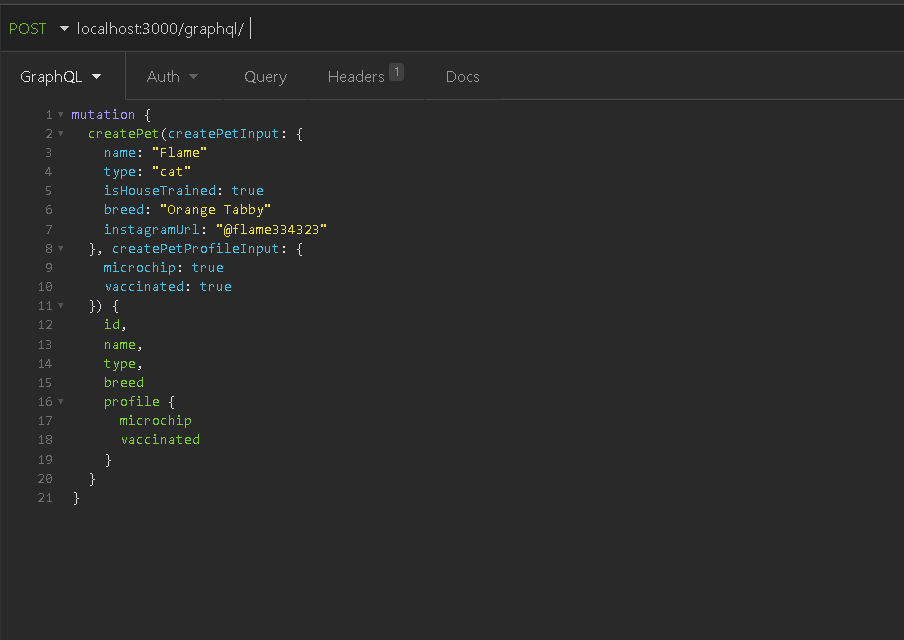 POST localhost:3000/graphql/
GraphQL Auth Query Headers 1 Docs
1 mutation {
2 createPet(createPetInput: {
3 name: "Flame"
4 type: "cat"
5 isHouseTrained: true
6 breed: "Orange Tabby"
7 instagramUrl: "@flame334323"
8 }, createPetProfileInput: {
9 microchip: true
10 vaccinated: true
11 }) {
12 id,
13 name,
14 type,
15 breed
16 profile {
17 microchip
18 vaccinated
19 }
20 }
21 }